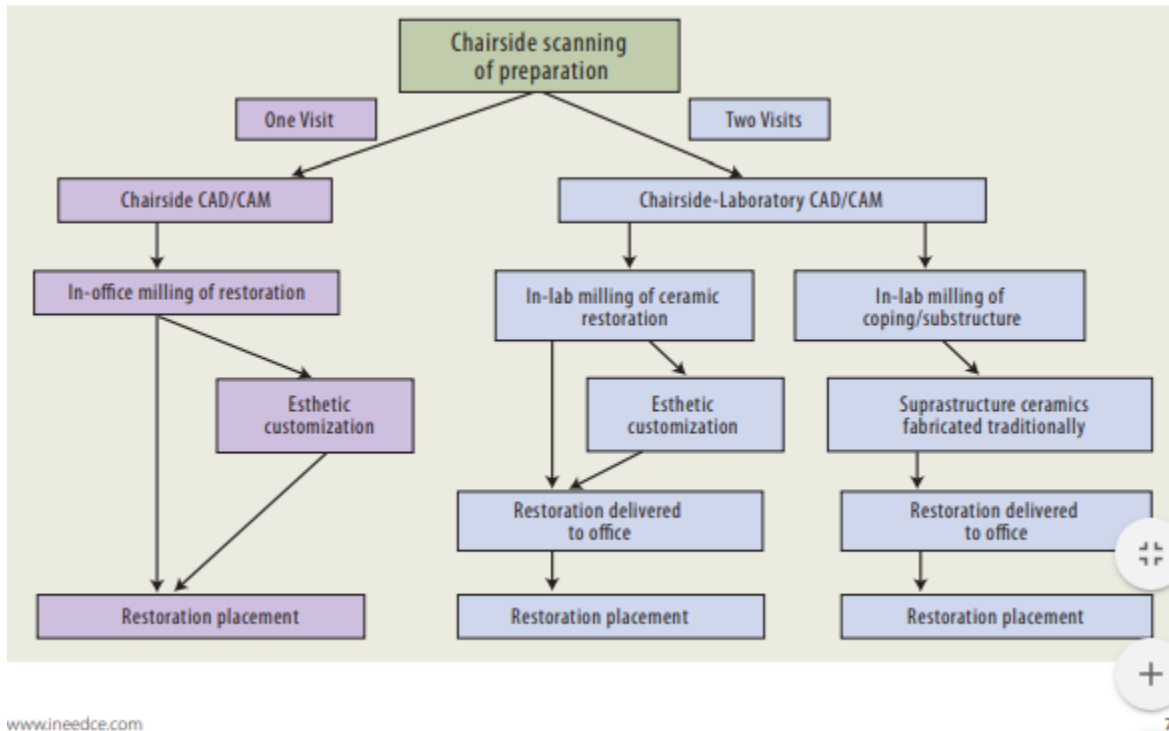 Chairside scanning
of preparation
One Visit
Two Visits
Chairside CAD/CAM
Chairside-Laboratory CAD/CAM
In-office milling of restoration
In-lab milling of ceramic
restoration
In-lab milling of
coping/substructure
Esthetic
customization
Esthetic
customization
Suprastructure ceramics
fabricated traditionally
Restoration delivered
to office
Restoration delivered
to office
Restoration placement
Restoration placement
Restoration placement
www.ineedce.com
7